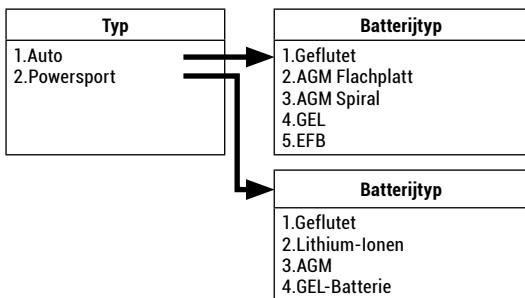 Typ
1.Auto
2.Powersport
Batterijtyp
1.Geflutet
2.AGM Flachplatt
3.AGM Spiral
4.GEL
5.EFB
Batterijtyp
1.Geflutet
2.Lithium-Ionen
3.AGM
4.GEL-Batterie